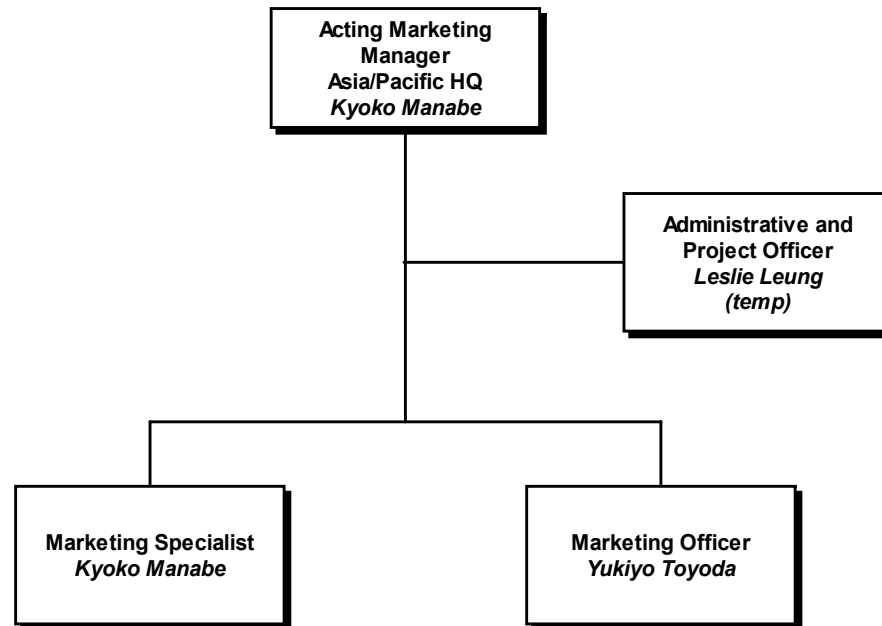 Acting Marketing
Manager
Asia/Pacific HQ
Kyoko Manabe
Administrative and
Project Officer
Leslie Leung
(temp)
Marketing Specialist
Kyoko Manabe
Marketing Officer
Yukiyo Toyoda